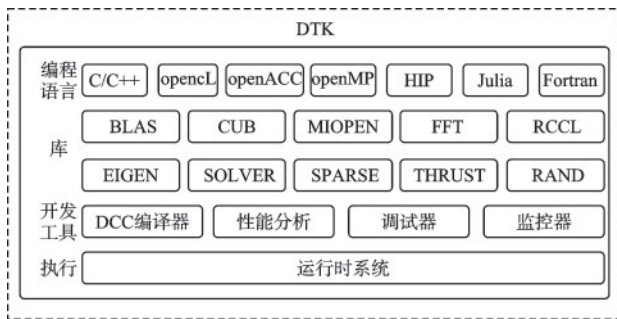 DTK
编程语言 C/C++ opencL openACC openMP HIP Julia Fortran
库
BLAS CUB MIOPEN FFT RCCL
EIGEN SOLVER SPARSE THRUST RAND
开发工具 DCC编译器 性能分析 调试器 监控器
执行 运行时系统